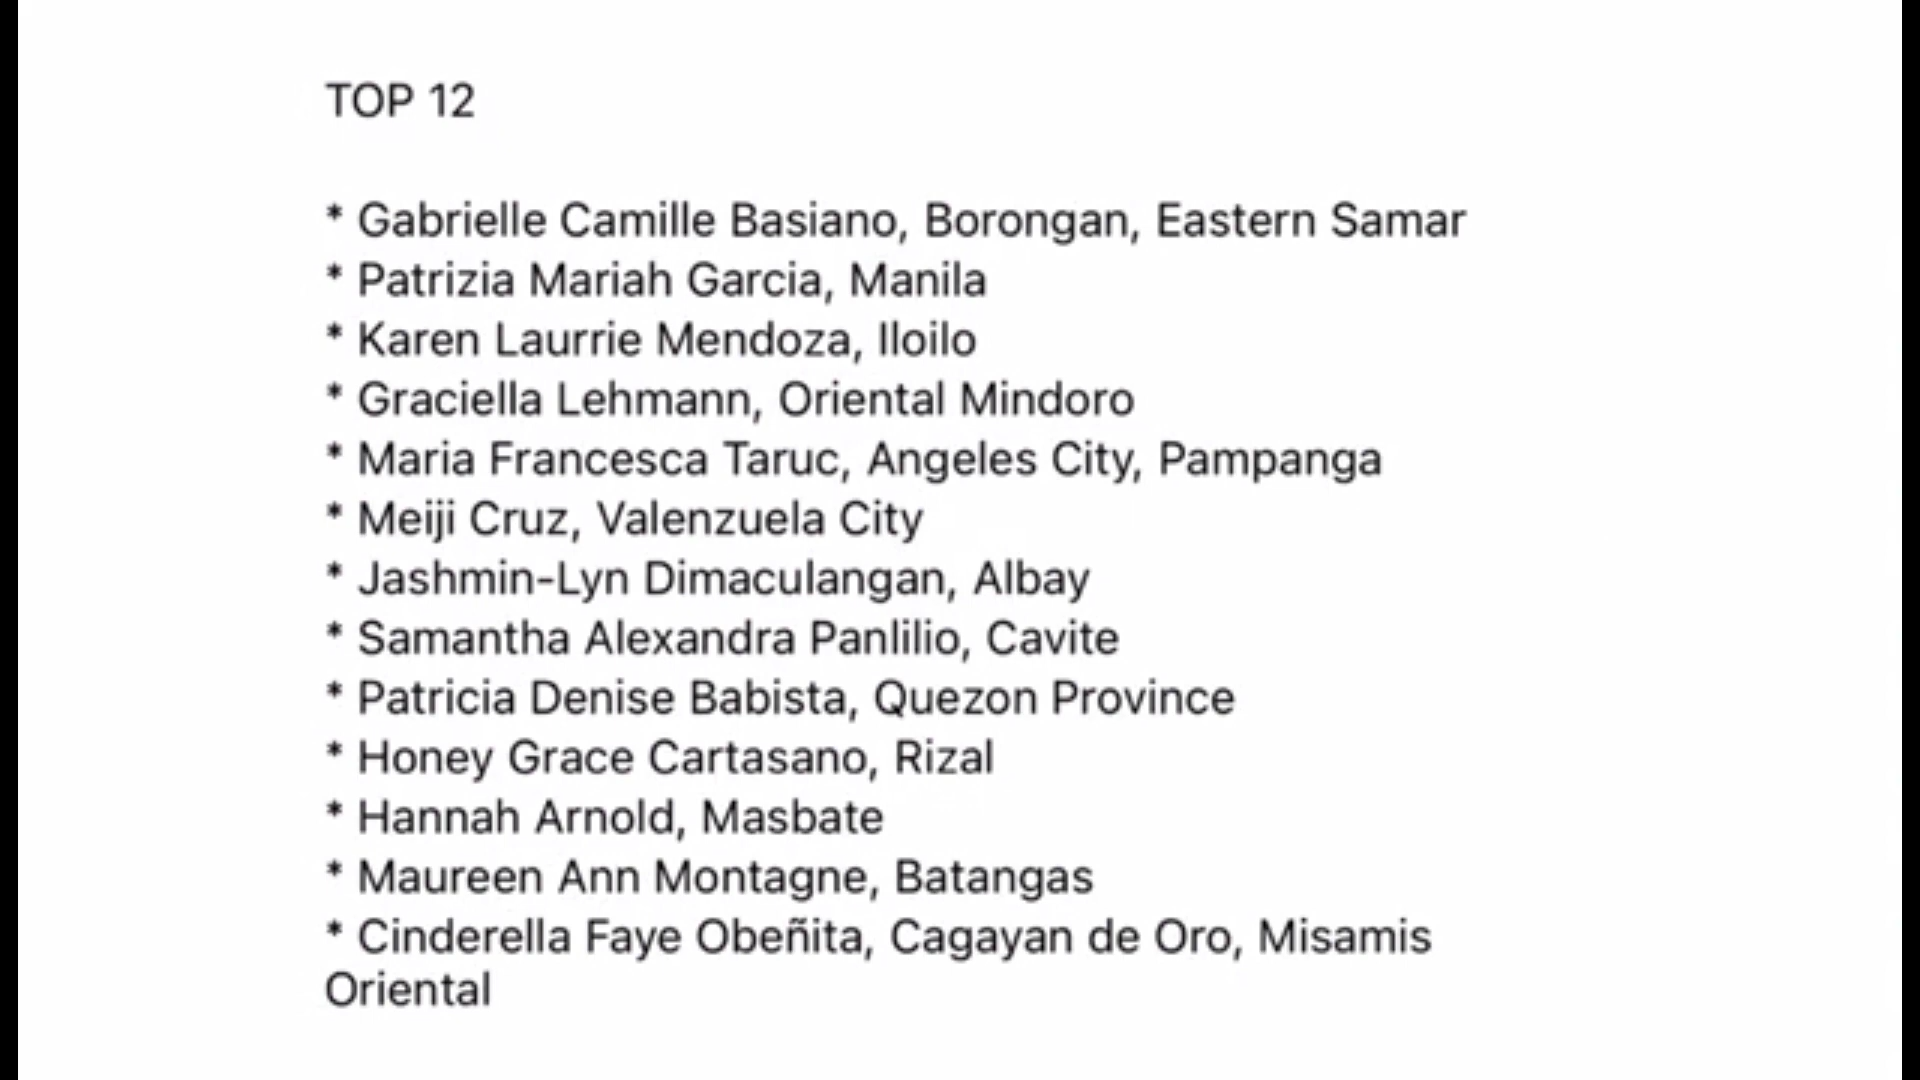 TOP 12
* Gabrielle Camille Basiano, Borongan, Eastern Samar
* Patrizia Mariah Garcia, Manila
* Karen Laurrie Mendoza, Iloilo
* Graciella Lehmann, Oriental Mindoro
* Maria Francesca Taruc, Angeles City, Pampanga
* Meiji Cruz, Valenzuela City
* Jashmin-Lyn Dimaculangan, Albay
* Samantha Alexandra Panlilio, Cavite
* Patricia Denise Babista, Quezon Province
* Honey Grace Cartasano, Rizal
* Hannah Arnold, Masbate
* Maureen Ann Montagne, Batangas
* Cinderella Faye Obeñita, Cagayan de Oro, Misamis
Oriental